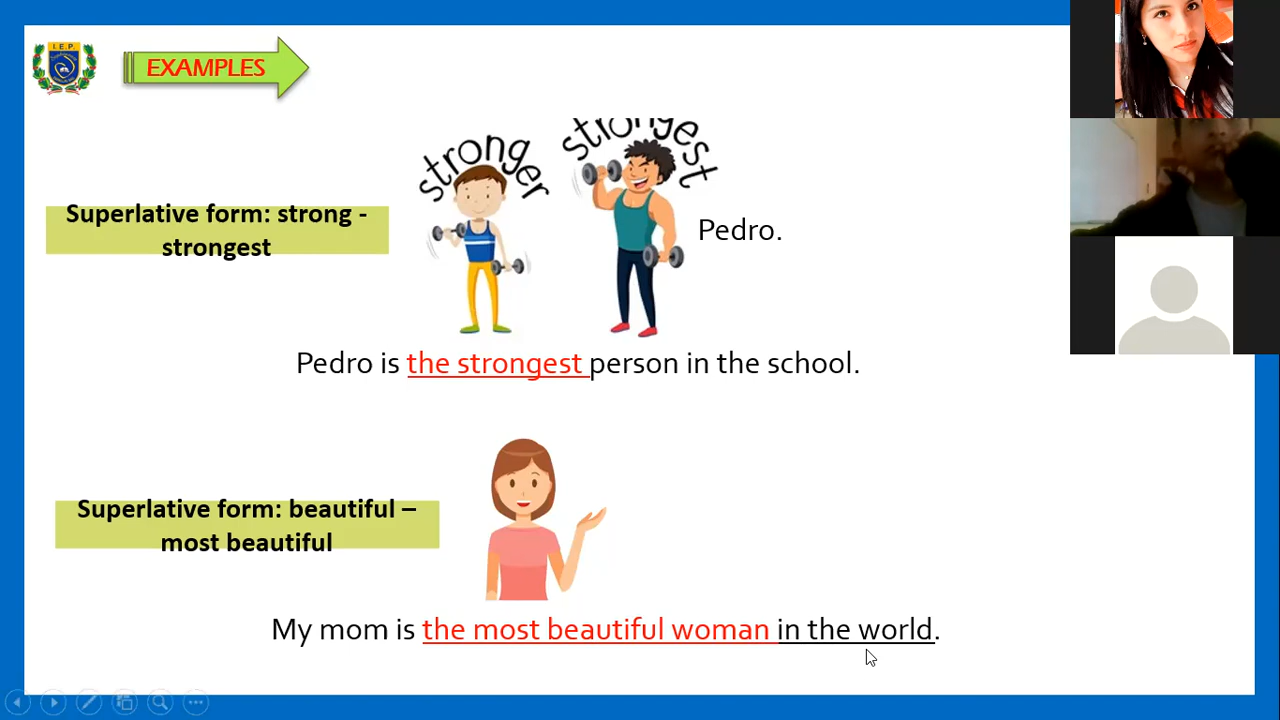 I.E.P.
EXAMPLES
stronger
strongest
Superlative form: strong -
strongest
Pedro.
Pedro is the strongest person in the school.
Superlative form: beautiful –
most beautiful
My mom is the most beautiful woman in the world.